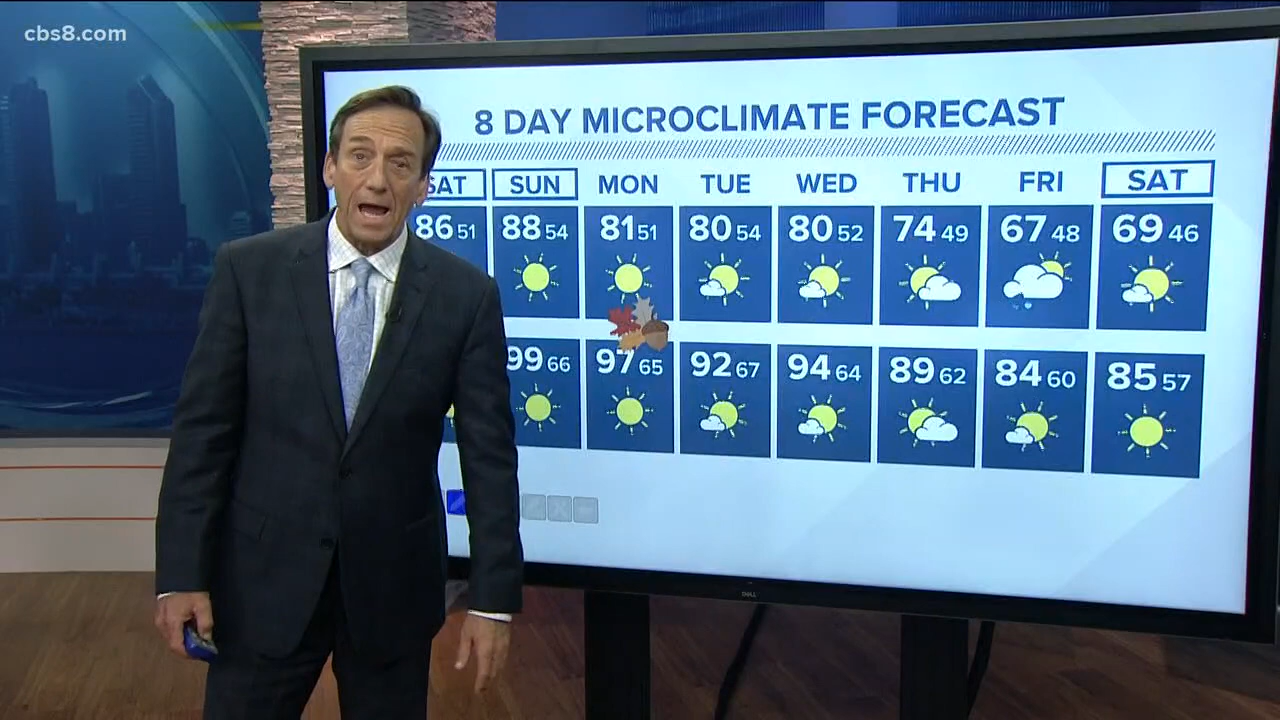 cbs8.com
8 DAY MICROCLIMATE FORECAST
SAT SUN MON TUE WED THU FRI SAT
86 51 88 54 81 51 80 54 80 52 74 49 67 48 69 46
99 66 97 65 92 67 94 64 89 62 84 60 85 57
DELL